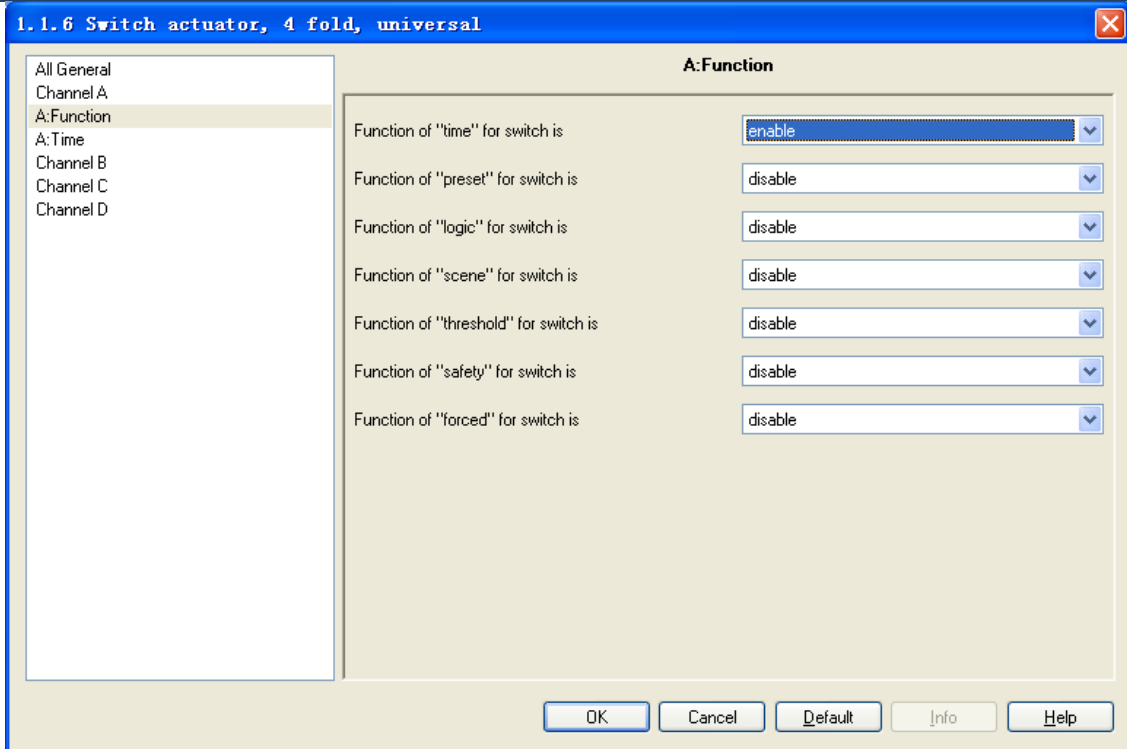 1.1.6 Switch actuator, 4 fold, universal
All General
Channel A
A:Function
A:Time
Channel B
Channel C
Channel D
A:Function
Function of "time" for switch is enable
Function of "preset" for switch is disable
Function of "logic" for switch is disable
Function of "scene" for switch is disable
Function of "threshold" for switch is disable
Function of "safety" for switch is disable
Function of "forced" for switch is disable
OK Cancel Default Info Help